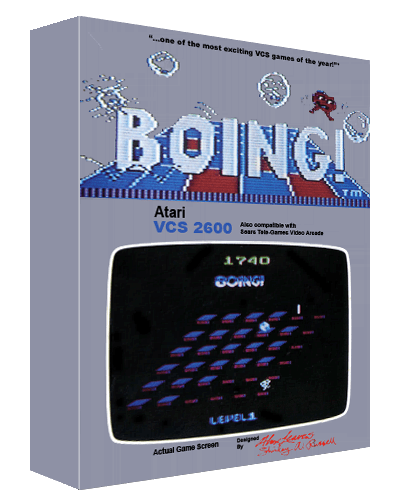 "...one of the most exciting VCS games of the year!"
BOING!
TM
Atari
VCS 2600
Also compatible with
Sears Tele-Games Video Arcade
1740
BOING!
LEVEL 1
Actual Game Screen
Designed
By